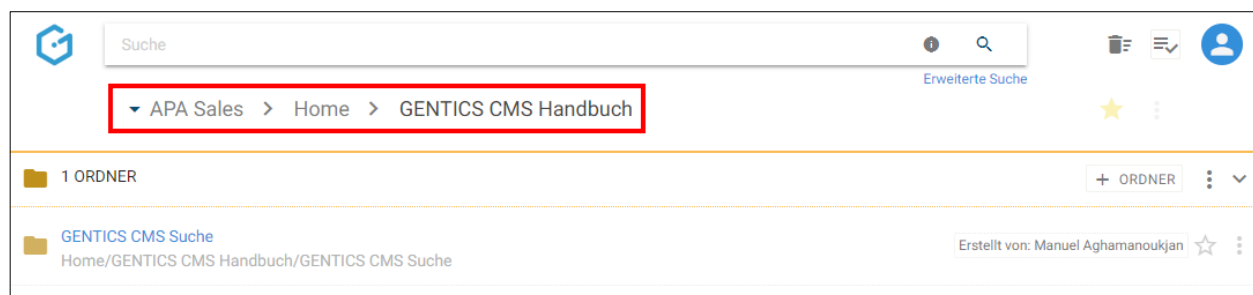 Suche
Erweiterte Suche
APA Sales > Home > GENTICS CMS Handbuch
1 ORDNER
+ ORDNER
GENTICS CMS Suche
Erstellt von: Manuel Aghamanoukjan
Home/GENTICS CMS Handbuch/GENTICS CMS Suche